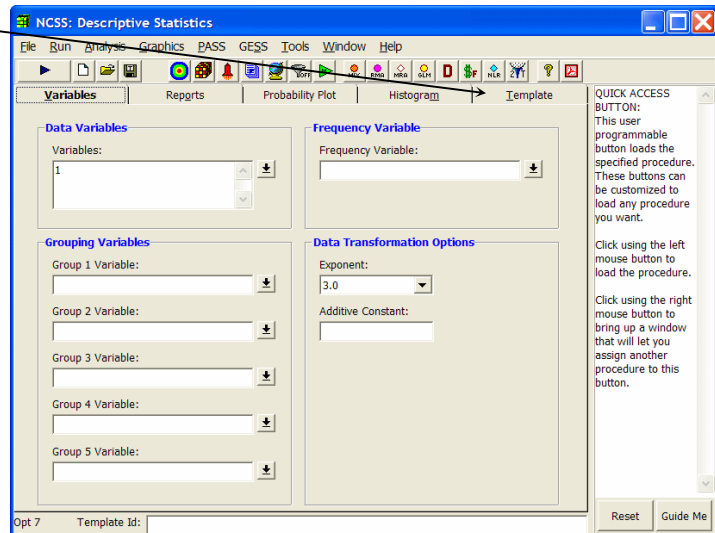 NCSS: Descriptive Statistics
File Run Analysis Graphics PASS GESS Tools Window Help
MIX RMA MRA GLM D $F NLR ?
Variables Reports Probability Plot Histogram Template
Data Variables
Variables:
1
Frequency Variable
Frequency Variable:
Grouping Variables
Group 1 Variable:
Group 2 Variable:
Group 3 Variable:
Group 4 Variable:
Group 5 Variable:
Data Transformation Options
Exponent:
3.0
Additive Constant:
QUICK ACCESS
BUTTON:
This user
programmable
button loads the
specified procedure.
These buttons can
be customized to
load any procedure
you want.
Click using the left
mouse button to
load the procedure.
Click using the right
mouse button to
bring up a window
that will let you
assign another
procedure to this
button.
Opt 7 Template Id:
Reset Guide Me